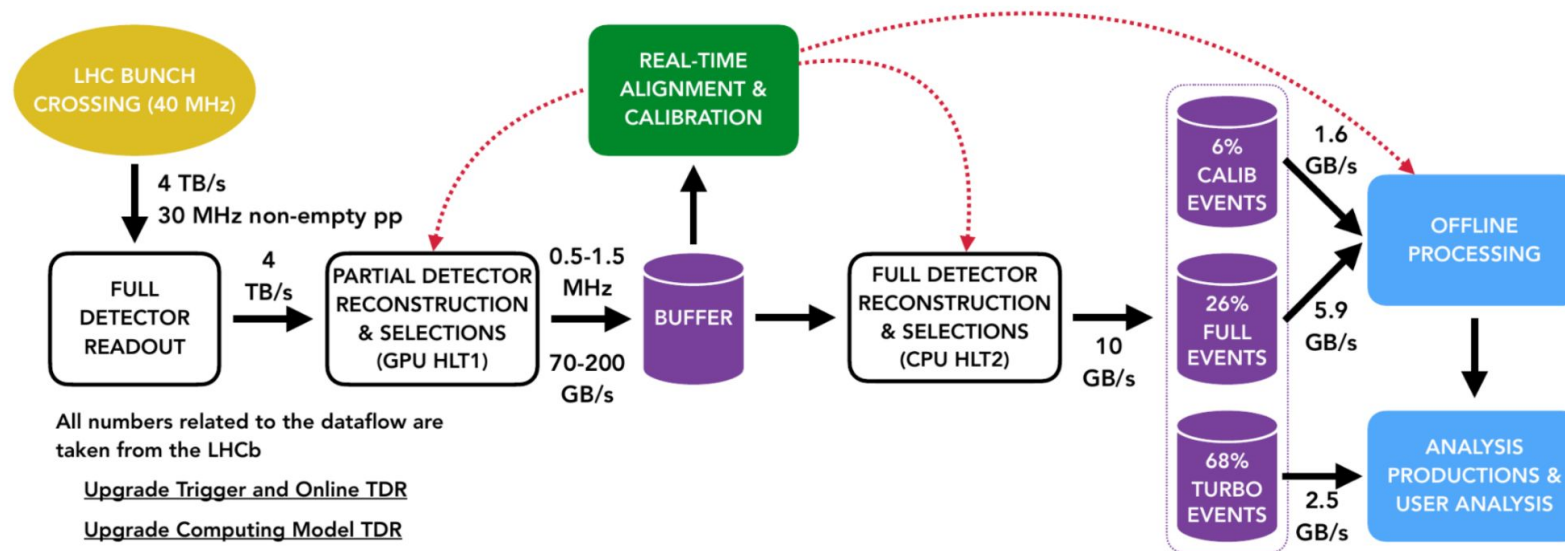 LHC BUNCH
CROSSING (40 MHz)
4 TB/s
30 MHz non-empty pp
FULL
DETECTOR
READOUT
4
TB/s
PARTIAL DETECTOR
RECONSTRUCTION
& SELECTIONS
(GPU HLT1)
0.5-1.5
MHz
70-200
GB/s
REAL-TIME
ALIGNMENT &
CALIBRATION
BUFFER
FULL DETECTOR
RECONSTRUCTION
& SELECTIONS
(CPU HLT2)
10
GB/s
6%
CALIB
EVENTS
1.6
GB/s
26%
FULL
EVENTS
5.9
GB/s
68%
TURBO
EVENTS
2.5
GB/s
OFFLINE
PROCESSING
ANALYSIS
PRODUCTIONS &
USER ANALYSIS
All numbers related to the dataflow are
taken from the LHCb
Upgrade Trigger and Online TDR
Upgrade Computing Model TDR